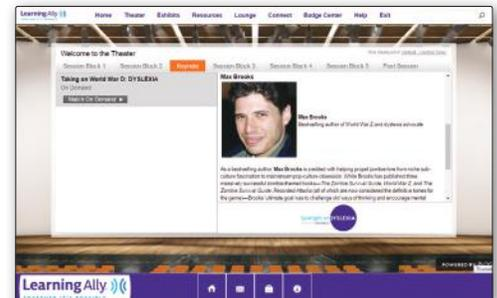 Learning Ally
Home Theater Exhibits Resources Lounge Connect Badge Center Help Exit
Welcome to the Theater
Session Block 1 Session Block 2 Keynote Session Block 3 Session Block 4 Session Block 5 Post Session
Taking on World War D: DYSLEXIA
On Demand
Watch On Demand
Max Brooks
Max Brooks
Bestselling author of World War Z and dyslexia advocate
As a bestselling author, Max Brooks is credited with helping propel zombie lore from niche sub-
culture fascination to mainstream pop-culture obsession. While Brooks has published three
massively successful zombie-themed books—The Zombie Survival Guide, World War Z, and The
Zombie Survival Guide: Recorded Attacks (all of which are now considered the definitive tomes for
the genre)—Brooks' ultimate goal was to challenge old ways of thinking and encourage mental
Spotlight on DYSLEXIA
POWERED BY
Learning Ally